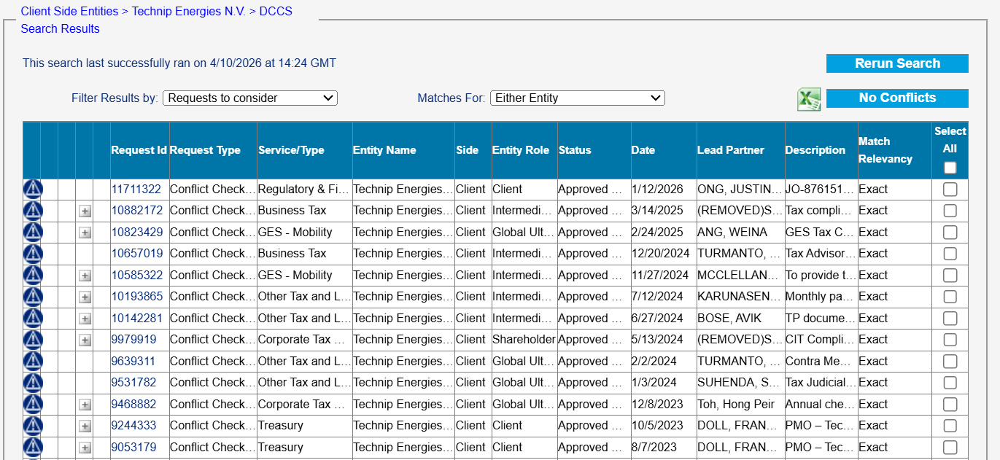 Client Side Entities > Technip Energies N.V. > DCCS
Search Results
This search last successfully ran on 4/10/2026 at 14:24 GMT
Rerun Search
Filter Results by: Requests to consider Matches For: Either Entity No Conflicts
Request Id Request Type Service/Type Entity Name Side Entity Role Status Date Lead Partner Description Match Relevancy Select All
11711322 Conflict Check... Regulatory & Fi... Technip Energies... Client Client Approved ... 1/12/2026 ONG, JUSTIN... JO-876151... Exact
10882172 Conflict Check... Business Tax Technip Energies... Client Intermedi... Approved ... 3/14/2025 (REMOVED)S... Tax compli... Exact
10823429 Conflict Check... GES - Mobility Technip Energies... Client Global Ult... Approved ... 2/24/2025 ANG, WEINA GES Tax C... Exact
10657019 Conflict Check... Business Tax Technip Energies... Client Intermedi... Approved ... 12/20/2024 TURMANTO, ... Tax Advisor... Exact
10585322 Conflict Check... GES - Mobility Technip Energies... Client Intermedi... Approved ... 11/27/2024 MCCLELLAN... To provide t... Exact
10193865 Conflict Check... Other Tax and L... Technip Energies... Client Intermedi... Approved ... 7/12/2024 KARUNASEN... Monthly pa... Exact
10142281 Conflict Check... Other Tax and L... Technip Energies... Client Intermedi... Approved ... 6/27/2024 BOSE, AVIK TP docume... Exact
9979919 Conflict Check... Corporate Tax ... Technip Energies... Client Shareholder Approved ... 5/13/2024 (REMOVED)S... CIT Compli... Exact
9639311 Conflict Check... Other Tax and L... Technip Energies... Client Global Ult... Approved ... 2/2/2024 TURMANTO, ... Contra Me... Exact
9531782 Conflict Check... Other Tax and L... Technip Energies... Client Global Ult... Approved ... 1/3/2024 SUHENDA, S... Tax Judicial... Exact
9468882 Conflict Check... Corporate Tax ... Technip Energies... Client Global Ult... Approved ... 12/8/2023 Toh, Hong Peir Annual che... Exact
9244333 Conflict Check... Treasury Technip Energies... Client Client Approved ... 10/5/2023 DOLL, FRAN... PMO – Tec... Exact
9053179 Conflict Check... Treasury Technip Energies... Client Client Approved ... 8/7/2023 DOLL, FRAN... PMO – Tec... Exact